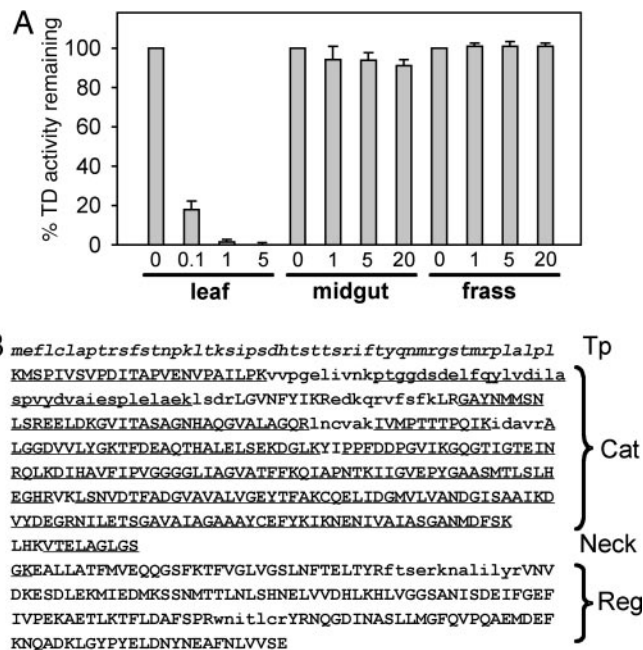 A
% TD activity remaining
100
80
60
40
20
0
0 0.1 1 5 0 1 5 20 0 1 5 20
leaf midgut frass
B
meflclaptrsfstnpkltksipsdhtsttsriftyqnmrgstmrplalpl Tp
KMSPIVSVPDITAPVENVPAILPKvvpgelivnkptggdsdelfqylvdila
spvydvaiesplelaeklsdrLGVNFYIKRedkqrvfsfkLRGAYNMMSN
LSREELDKGVITASAGNHAQGVALAGQRlncvakIVMPTTTPQIKidavrA
LGGDVVLYGKTFDEAQTHALELSEKDGLKYIPPFDDPGVIKGQGTIGTEIN
RQLKDIHAVFIPVGGGGLIAGVATFFKQIAPNTKIIGVEPYGAASMTLSLH
Cat
EGHRVKLSNVDTFADGVAVALVGEYTFAKCQELIDGMVLVANDGISAAIKD
VYDEGRNILETSGAVAIAGAAAYCEFYKIKNENIVAIASGANMDFSK
LHKVTELAGLGS Neck
GKEALLATFMVEQQGSFKTFVGLVGSLNFTELTYRftserknalilyrVNV
DKESDLEKMIEDMKSSNMTTLNLSHNELVVDHLKHLVGGSANISDEIFGEF
Reg
IVPEKAETLKTFLDAFSPRwnitlcrYRNQGDINASLLMGFQVPQAEMDEF
KNQADKLGYPYELDNYNEAFNLVVSE